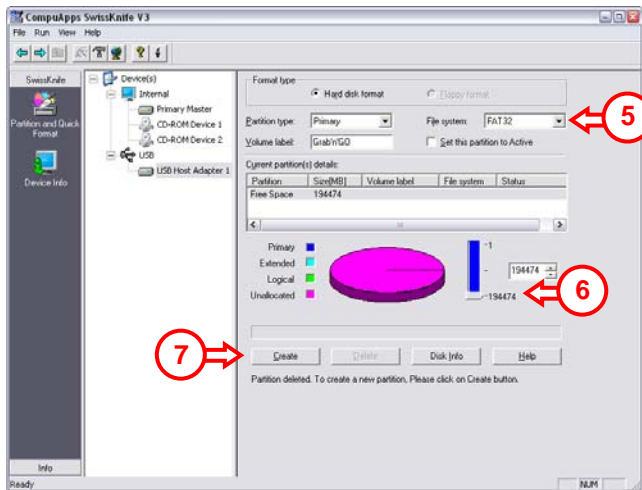 CompuApps SwissKnife V3
File Run View Help
SwissKnife
Partition and Quick
Format
Device Info
Info
Device(s)
Internal
Primary Master
CD-ROM Device 1
CD-ROM Device 2
USB
USB Host Adapter 1
Format type
Hard disk format
Floppy format
Partition type: Primary
File system: FAT32
5
Volume label: Grab'n'GO
Set this partition to Active
Current partition(s) details:
Partition Size[MB] Volume label File system Status
Free Space 194474
Primary
Extended
Logical
Unallocated
-1
-
194474
-194474
6
7
Create Delete Disk Info Help
Partition deleted. To create a new partition, Please click on Create button.
Ready
NUM